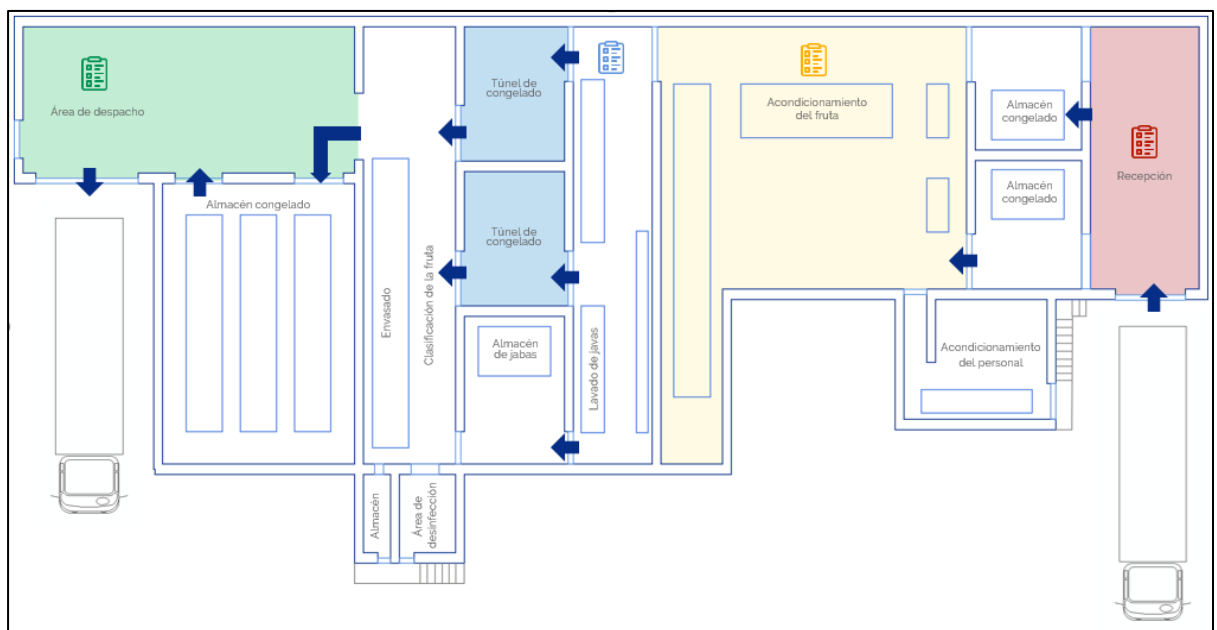 Área de despacho
Almacén congelado
Envasado
Clasificación de la fruta
Túnel de
congelado
Túnel de
congelado
Almacén
de jabas
Lavado de javas
Acondicionamiento
del fruta
Almacén
congelado
Almacén
congelado
Recepción
Acondicionamiento
del personal
Almacén
Área de
desinfección